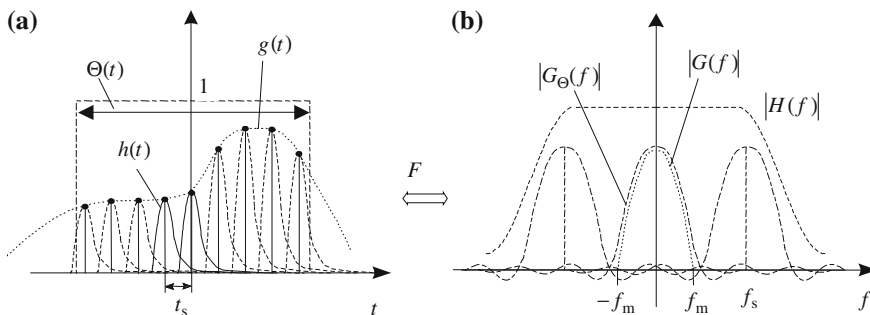 (a)
Θ(t)
1
g(t)
h(t)
t_s
t
F
(b)
|G_Θ(f)|
|G(f)|
|H(f)|
-f_m
f_m
f_s
f